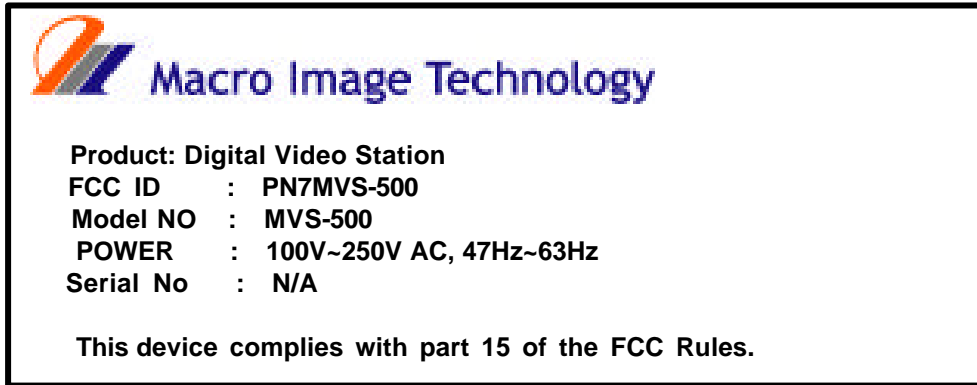 Macro Image Technology
Product: Digital Video Station
FCC ID : PN7MVS-500
Model NO : MVS-500
POWER : 100V~250V AC, 47Hz~63Hz
Serial No : N/A
This device complies with part 15 of the FCC Rules.